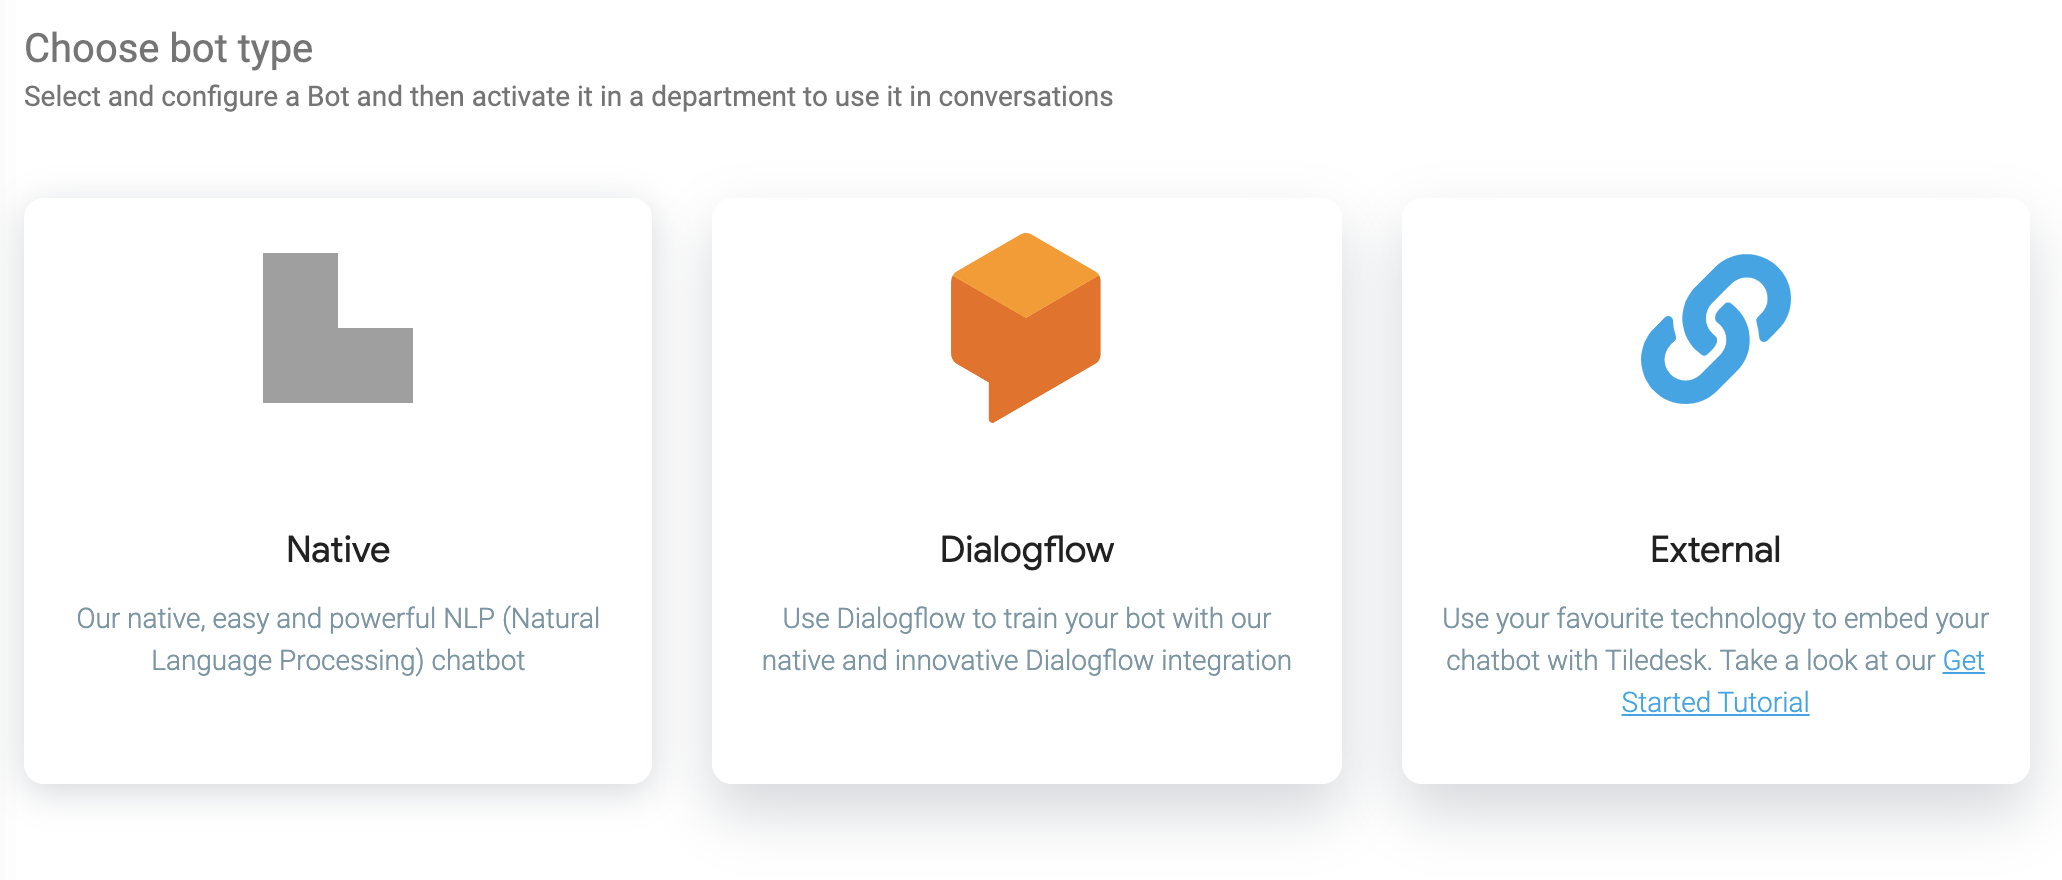 Choose bot type
Select and configure a Bot and then activate it in a department to use it in conversations
Native
Our native, easy and powerful NLP (Natural
Language Processing) chatbot
Dialogflow
Use Dialogflow to train your bot with our
native and innovative Dialogflow integration
External
Use your favourite technology to embed your
chatbot with Tiledesk. Take a look at our Get
Started Tutorial